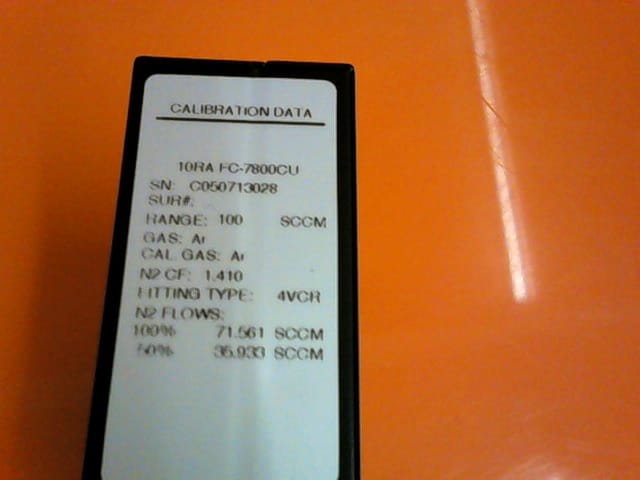 CALIBRATION DATA
10RA FC-7800CU
SN: C050713028
SUR#:
RANGE: 100 SCCM
GAS: Ar
CAL GAS: Ar
N2 CF: 1.410
FITTING TYPE: 4VCR
N2 FLOWS:
100% 71.561 SCCM
50% 35.933 SCCM